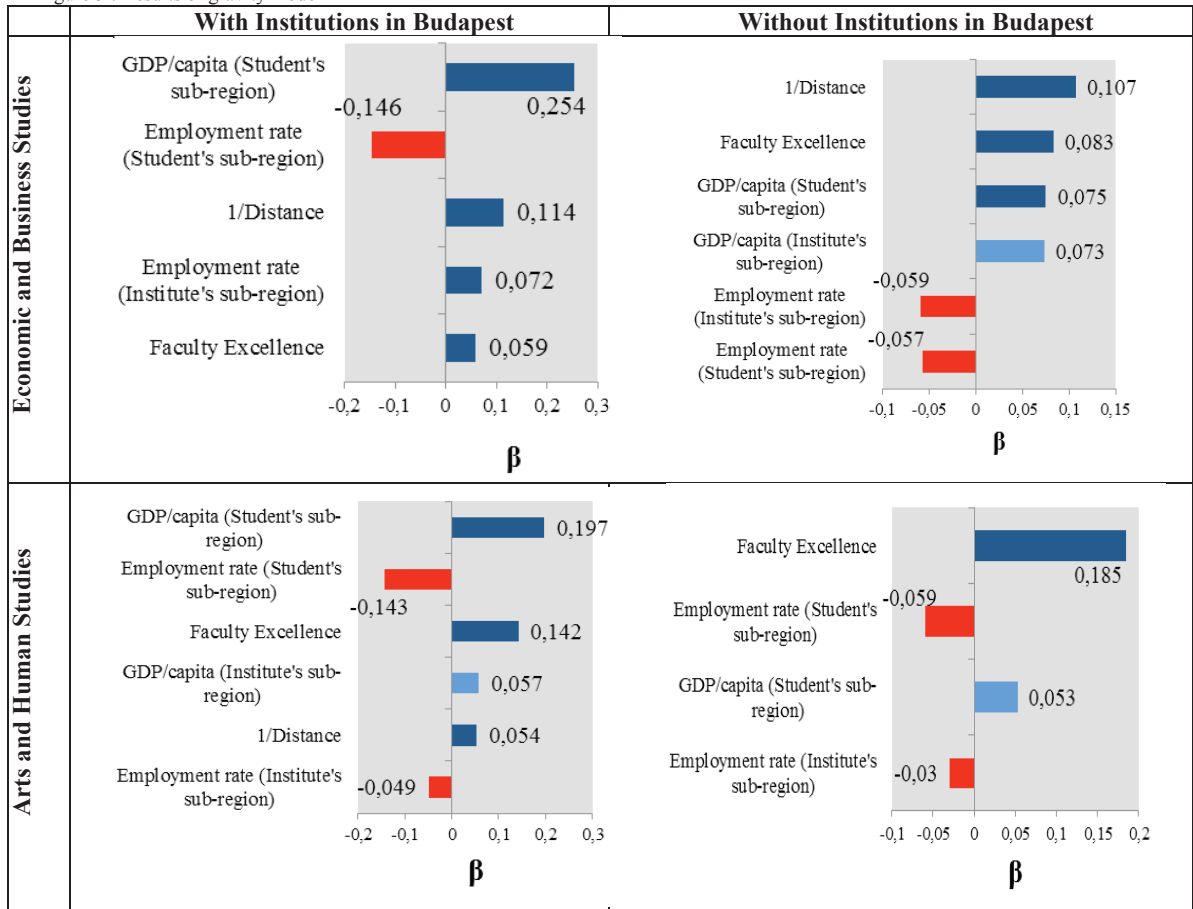 With Institutions in Budapest
Without Institutions in Budapest
Economic and Business Studies
GDP/capita (Student's
sub-region)
0,254
-0,146
Employment rate
(Student's sub-region)
1/Distance
0,114
Employment rate
(Institute's sub-region)
0,072
Faculty Excellence
0,059
-0,2 -0,1 0 0,1 0,2 0,3
β
1/Distance
0,107
Faculty Excellence
0,083
GDP/capita (Student's
sub-region)
0,075
GDP/capita (Institute's
sub-region)
0,073
-0,059
Employment rate
(Institute's sub-region)
-0,057
Employment rate
(Student's sub-region)
-0,1 -0,05 0 0,05 0,1 0,15
β
Arts and Human Studies
GDP/capita (Student's sub-
region)
0,197
Employment rate (Student's
sub-region)
-0,143
Faculty Excellence
0,142
GDP/capita (Institute's sub-
region)
0,057
1/Distance
0,054
Employment rate (Institute's
sub-region)
-0,049
-0,2 -0,1 0 0,1 0,2 0,3
β
Faculty Excellence
0,185
-0,059
Employment rate (Student's
sub-region)
GDP/capita (Student's sub-
region)
0,053
Employment rate (Institute's
sub-region)
-0,03
-0,1 -0,05 0 0,05 0,1 0,15 0,2
β